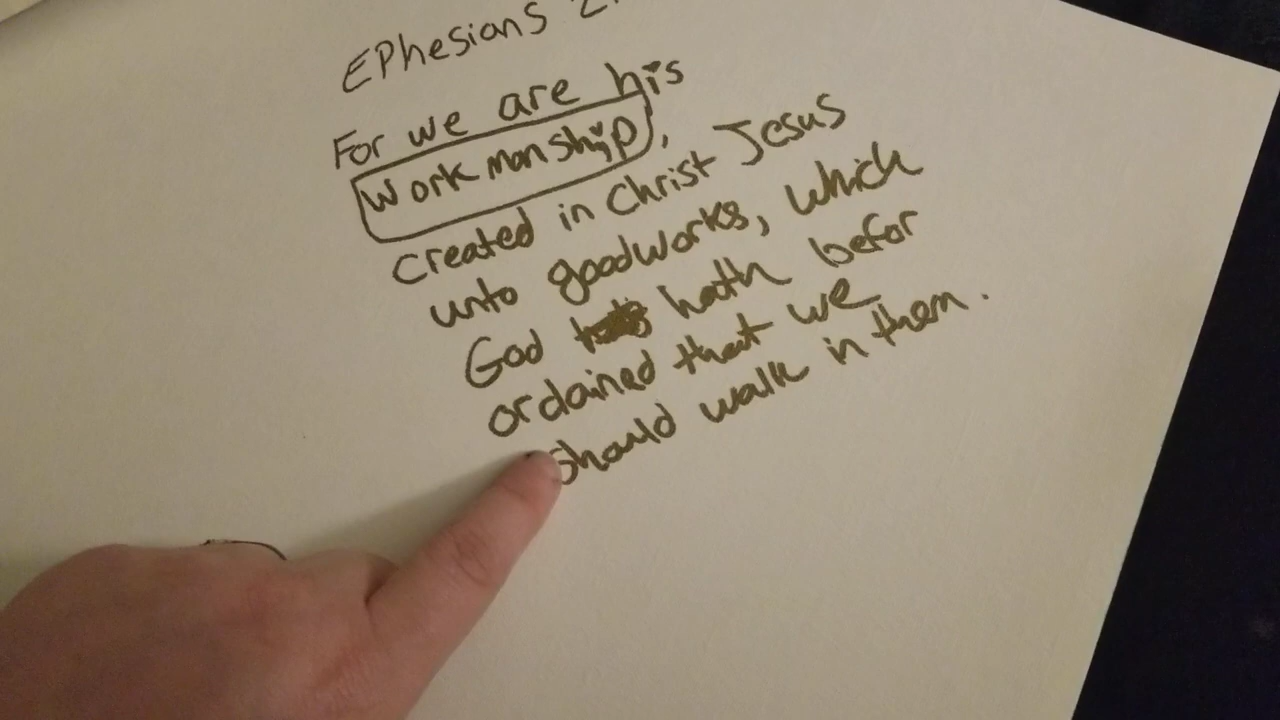 EPhesians 2:
For we are his
workmanship,
created in Christ Jesus
unto goodworks, which
God hath befor
ordained that we
should walk in them.